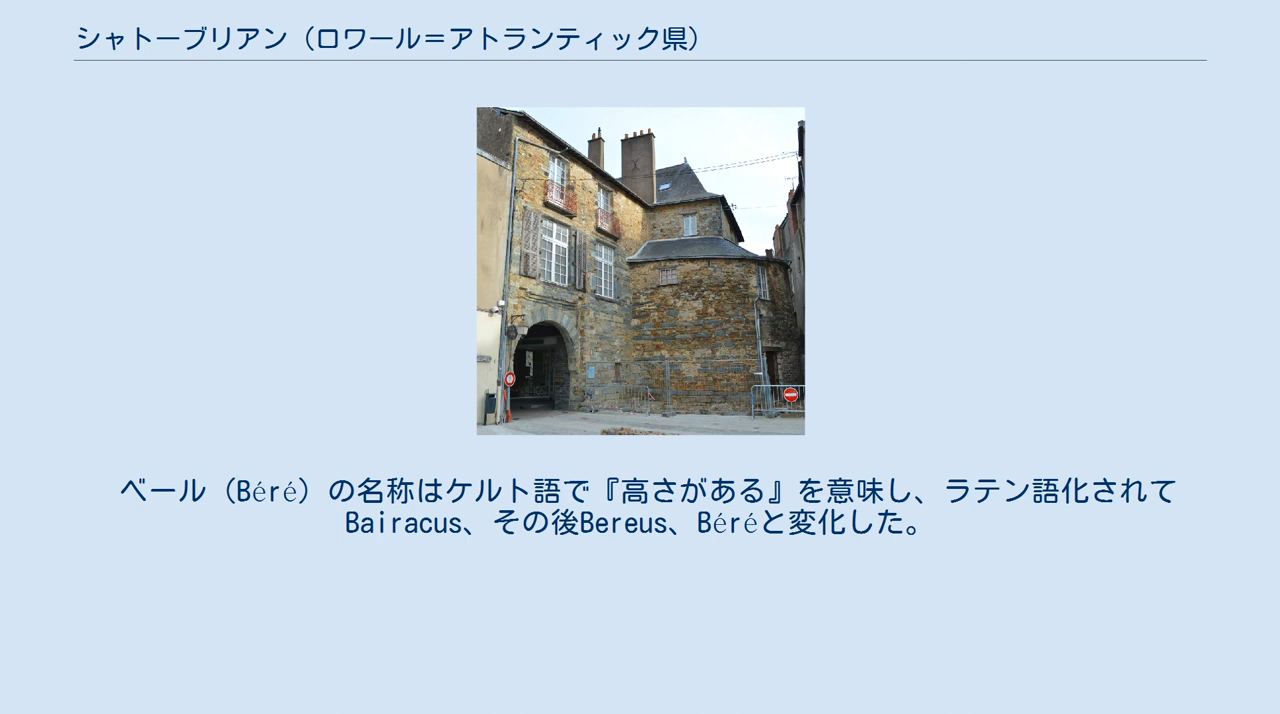 シャトーブリアン（ロワール＝アトランティック県）
ベール（Béré）の名称はケルト語で『高さがある』を意味し、ラテン語化されて
Bairacus、その後Bereus、Béréと変化した。